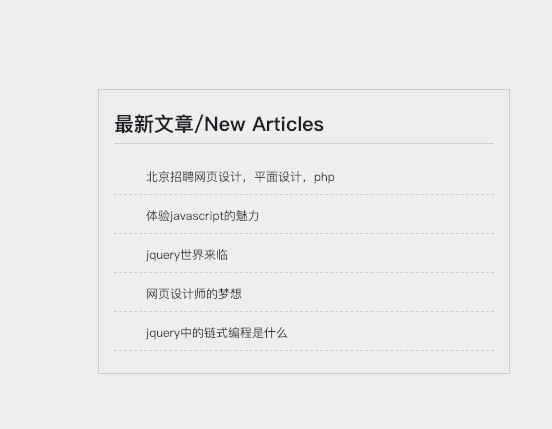 最新文章/New Articles
北京招聘网页设计，平面设计，php
体验javascript的魅力
jquery世界来临
网页设计师的梦想
jquery中的链式编程是什么